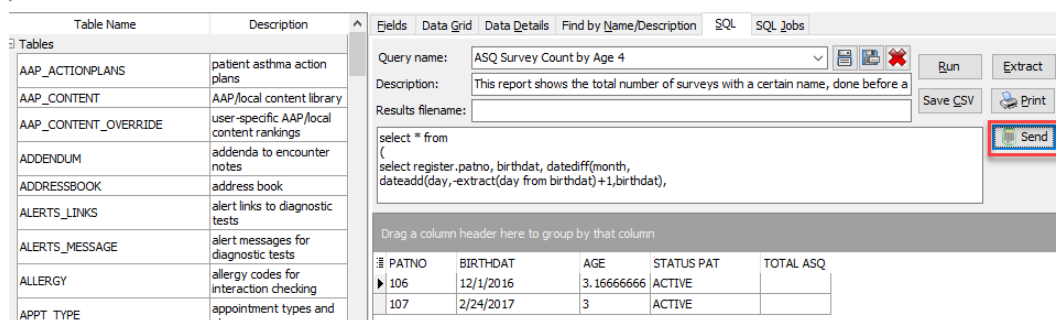 Table Name Description
Tables
AAP_ACTIONPLANS patient asthma action
plans
AAP_CONTENT AAP/local content library
AAP_CONTENT_OVERRIDE user-specific AAP/local
content rankings
ADDENDUM addenda to encounter
notes
ADDRESSBOOK address book
ALERTS_LINKS alert links to diagnostic
tests
ALERTS_MESSAGE alert messages for
diagnostic tests
ALLERGY allergy codes for
interaction checking
APPT_TYPE appointment types and
Fields Data Grid Data Details Find by Name/Description SQL SQL Jobs
Query name: ASQ Survey Count by Age 4
Description: This report shows the total number of surveys with a certain name, done before a
Results filename:
Run Extract
Save CSV Print
Send
select * from
(
select register.patno, birthdat, datediff(month,
dateadd(day,-extract(day from birthdat)+1,birthdat),
Drag a column header here to group by that column
PATNO BIRTHDAT AGE STATUS PAT TOTAL ASQ
106 12/1/2016 3.16666666 ACTIVE
107 2/24/2017 3 ACTIVE